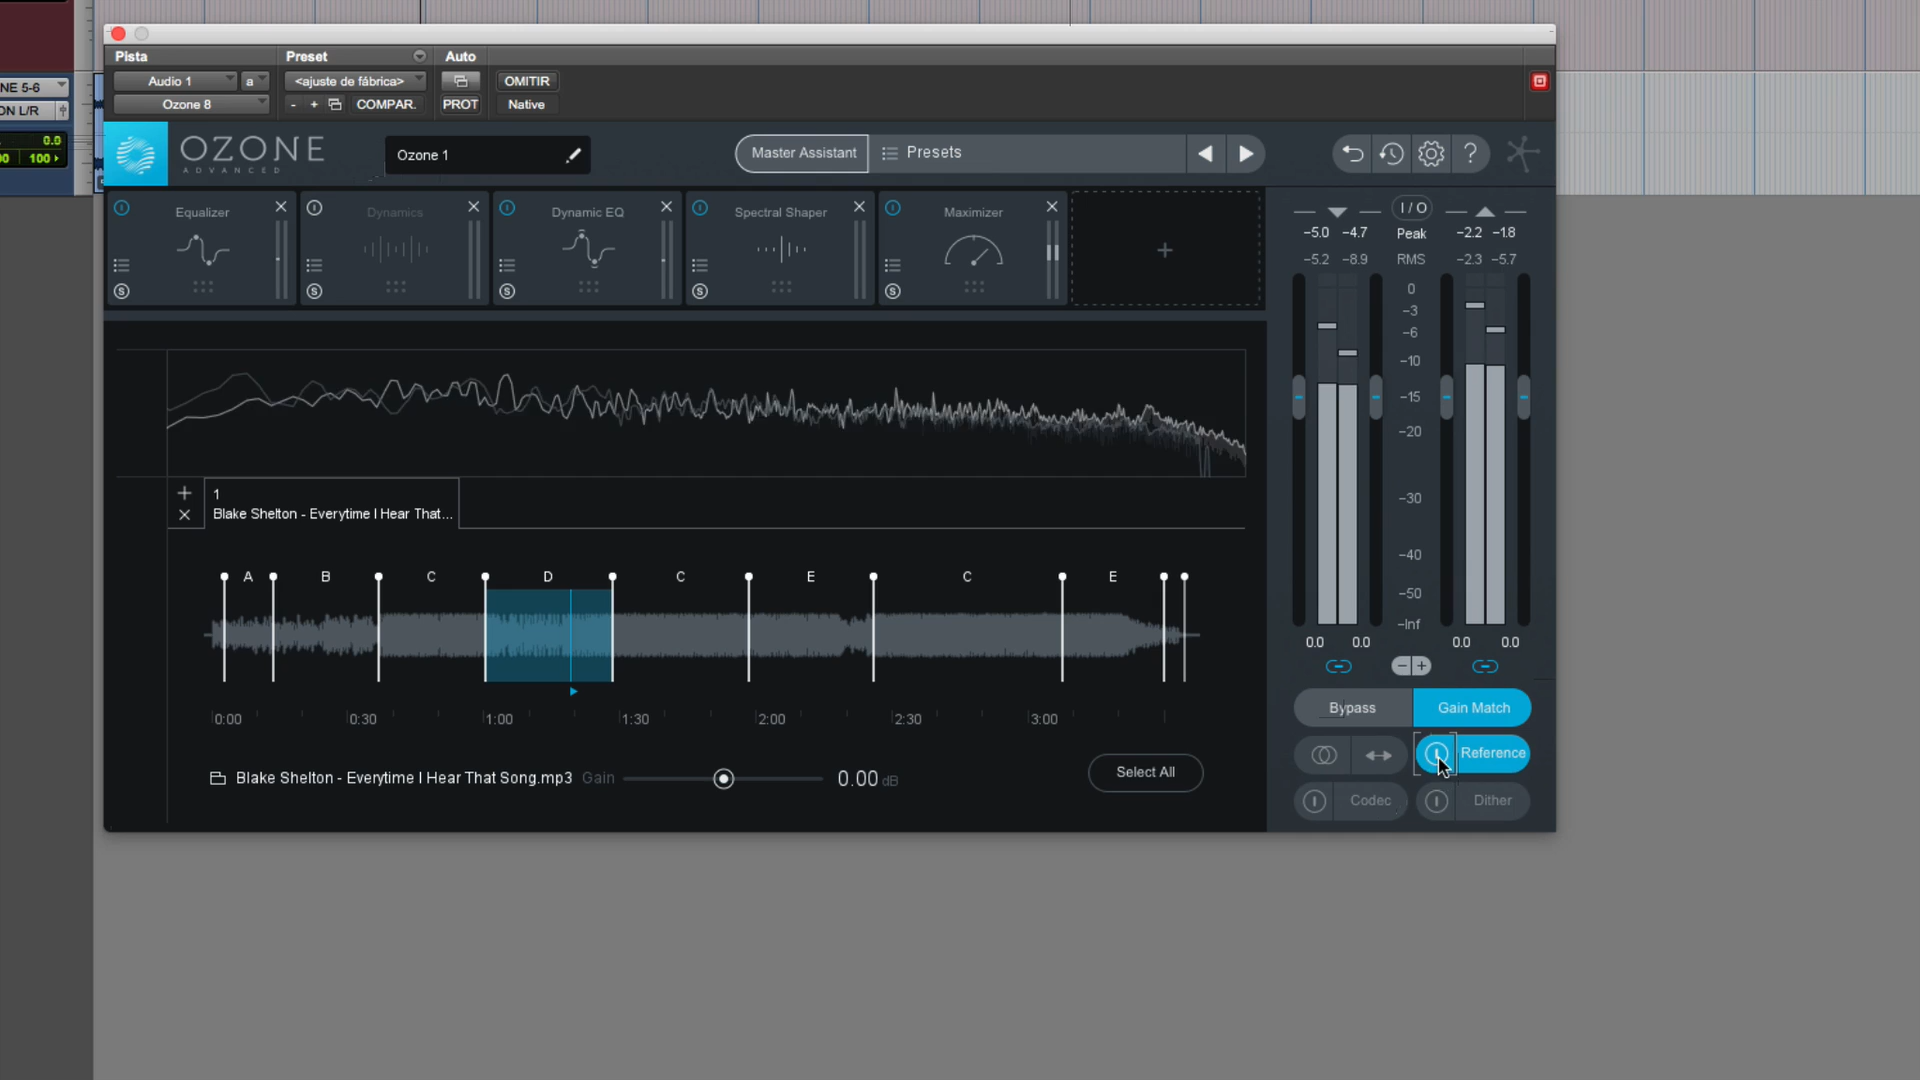 Pista
Preset
Auto
NE 5-6
ON L/R
0.0
00
100
Audio 1
a
<ajuste de fábrica>
OMITIR
Ozone 8
- +
COMPAR.
PROT
Native
OZONE
ADVANCED
Ozone 1
Master Assistant
Presets
?
Equalizer
Dynamics
Dynamic EQ
Spectral Shaper
Maximizer
+
S
S
S
S
S
I / O
-5.0 -4.7 Peak -2.2 -1.8
-5.2 -8.9 RMS -2.3 -5.7
0
-3
-6
-10
-15
-20
-30
-40
-50
-Inf
0.0 0.0 0.0 0.0
- +
Bypass
Gain Match
Reference
Codec
Dither
1
Blake Shelton - Everytime I Hear That...
A B C D C E C E
0:00 0:30 1:00 1:30 2:00 2:30 3:00
Blake Shelton - Everytime I Hear That Song.mp3 Gain 0.00 dB
Select All